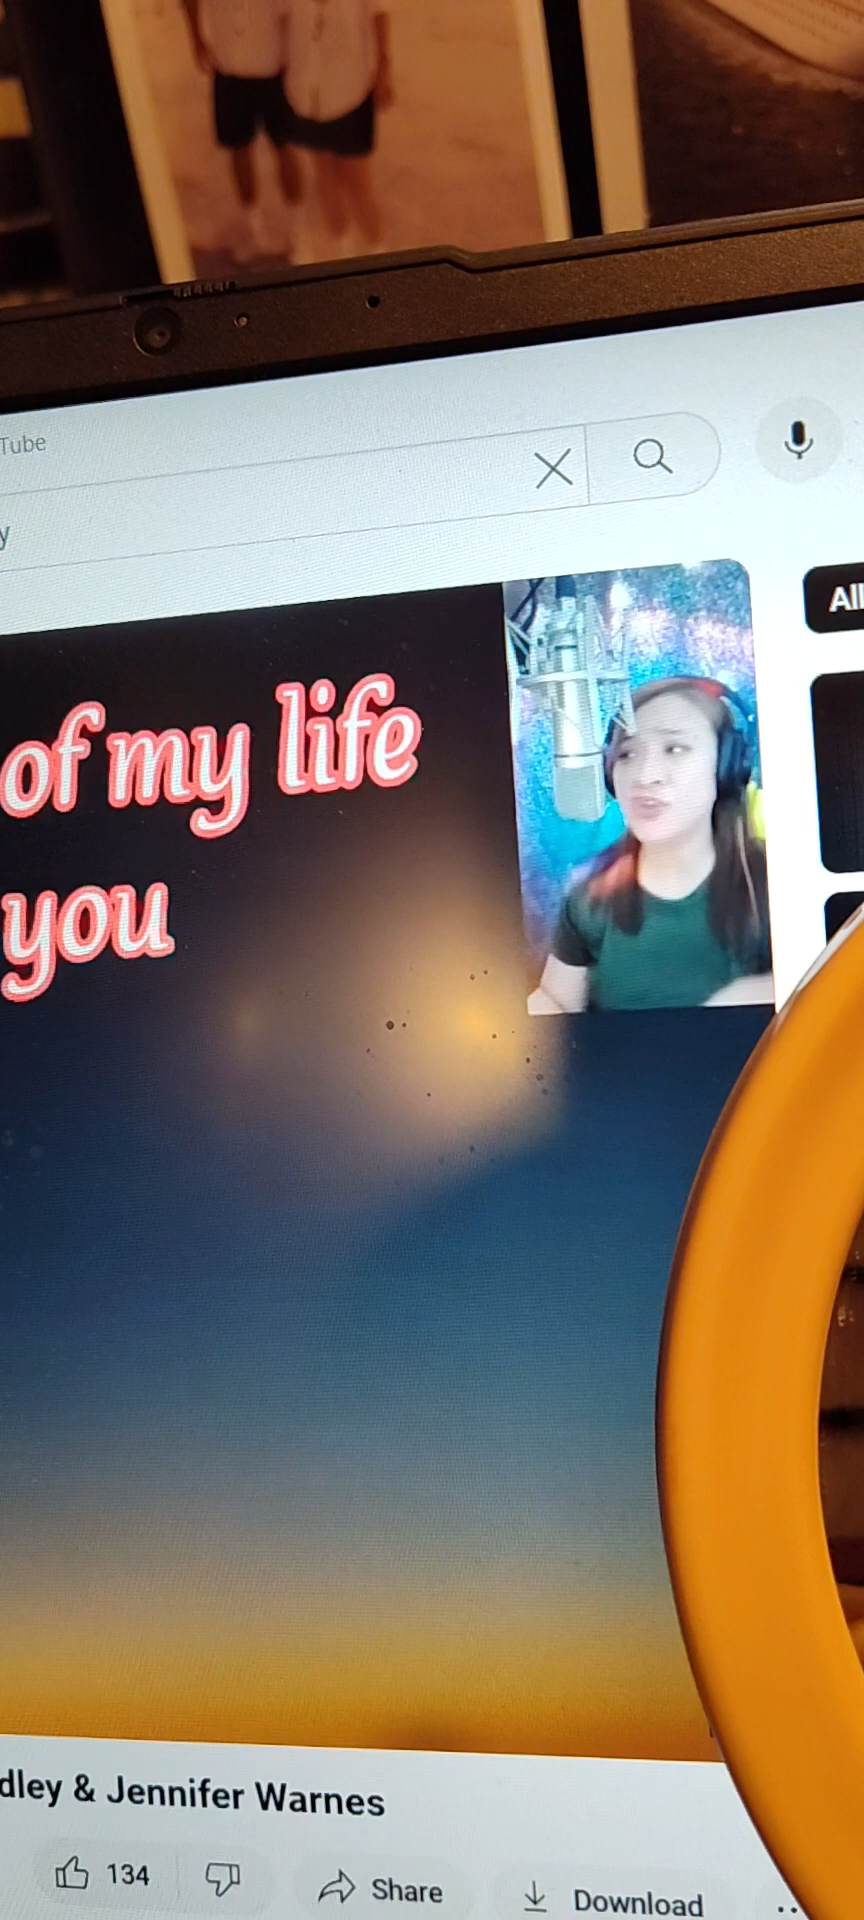 Tube
y
All
of my life
you
dley & Jennifer Warnes
134
Share
Download